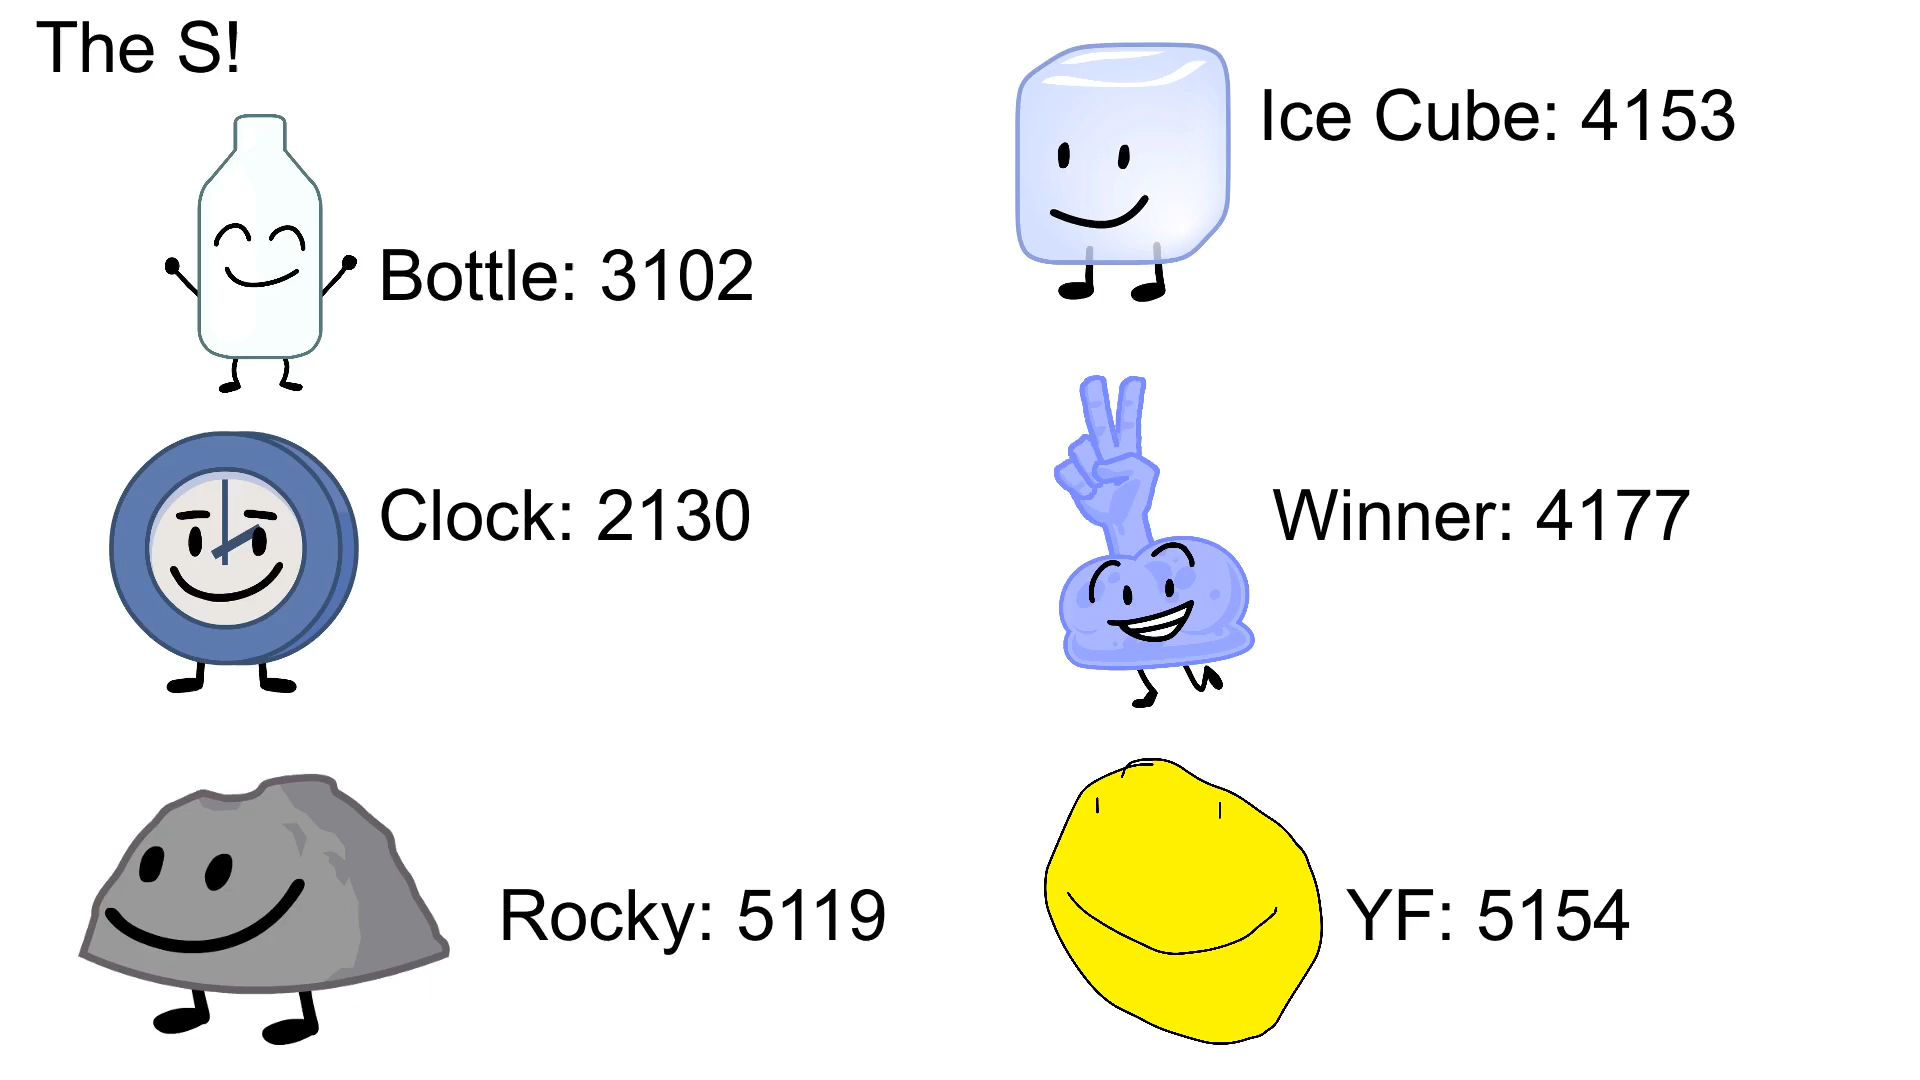 The S!
Bottle: 3102
Clock: 2130
Rocky: 5119
Ice Cube: 4153
Winner: 4177
YF: 5154